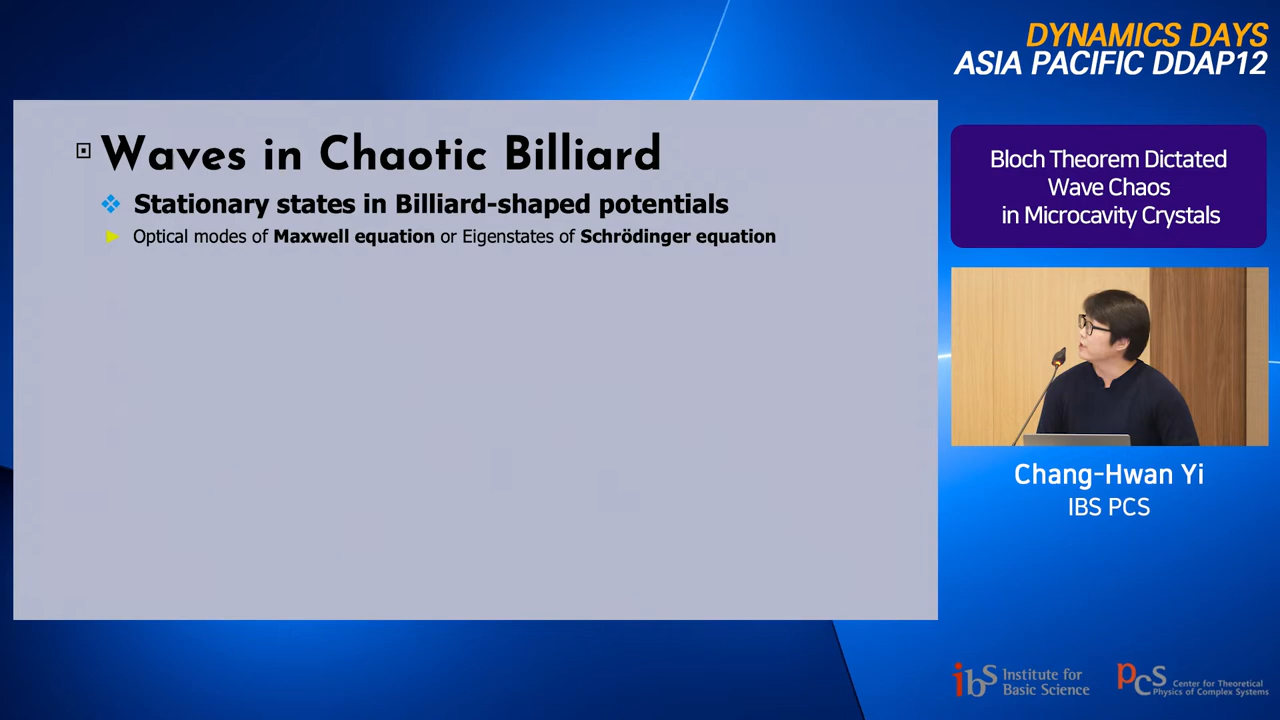 DYNAMICS DAYS
ASIA PACIFIC DDAP12
Waves in Chaotic Billiard
Stationary states in Billiard-shaped potentials
Optical modes of Maxwell equation or Eigenstates of Schrödinger equation
Bloch Theorem Dictated
Wave Chaos
in Microcavity Crystals
Chang-Hwan Yi
IBS PCS
ibS Institute for
Basic Science
PCS Center for Theoretical
Physics of Complex Systems